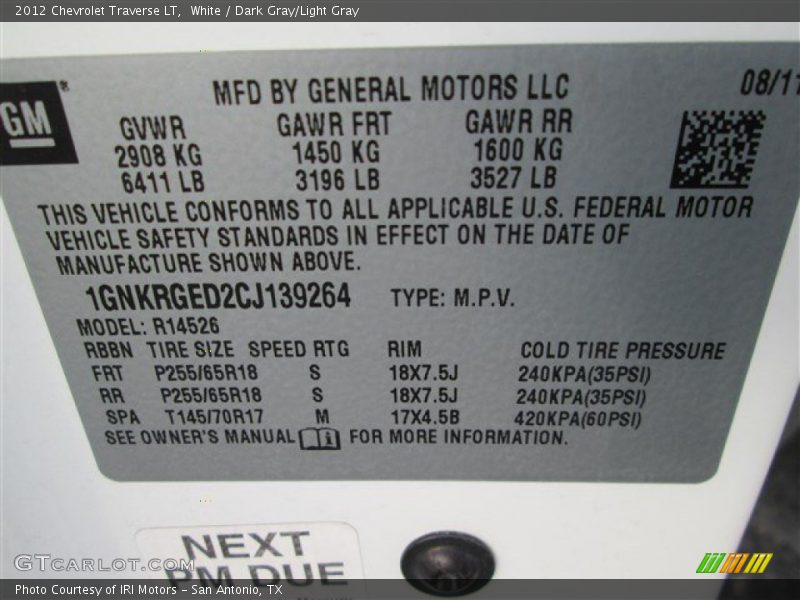 2012 Chevrolet Traverse LT,  White / Dark Gray/Light Gray
GM®
MFD BY GENERAL MOTORS LLC 08/11
GVWR GAWR FRT GAWR RR
2908 KG 1450 KG 1600 KG
6411 LB 3196 LB 3527 LB
THIS VEHICLE CONFORMS TO ALL APPLICABLE U.S. FEDERAL MOTOR
VEHICLE SAFETY STANDARDS IN EFFECT ON THE DATE OF
MANUFACTURE SHOWN ABOVE.
1GNKRGED2CJ139264 TYPE: M.P.V.
MODEL: R14526
RBBN TIRE SIZE SPEED RTG RIM COLD TIRE PRESSURE
FRT P255/65R18 S 18X7.5J 240KPA(35PSI)
RR P255/65R18 S 18X7.5J 240KPA(35PSI)
SPA T145/70R17 M 17X4.5B 420KPA(60PSI)
SEE OWNER'S MANUAL FOR MORE INFORMATION.
NEXT
PM DUE
GTcarlot.com
Photo Courtesy of IRI Motors – San Antonio, TX